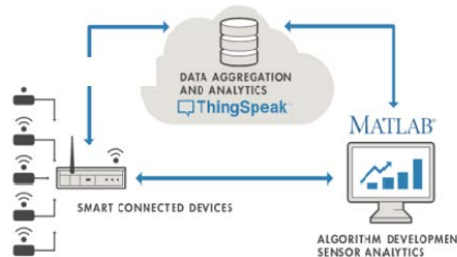 DATA AGGREGATION
AND ANALYTICS
ThingSpeak
MATLAB®
SMART CONNECTED DEVICES
ALGORITHM DEVELOPMEN
SENSOR ANALYTICS